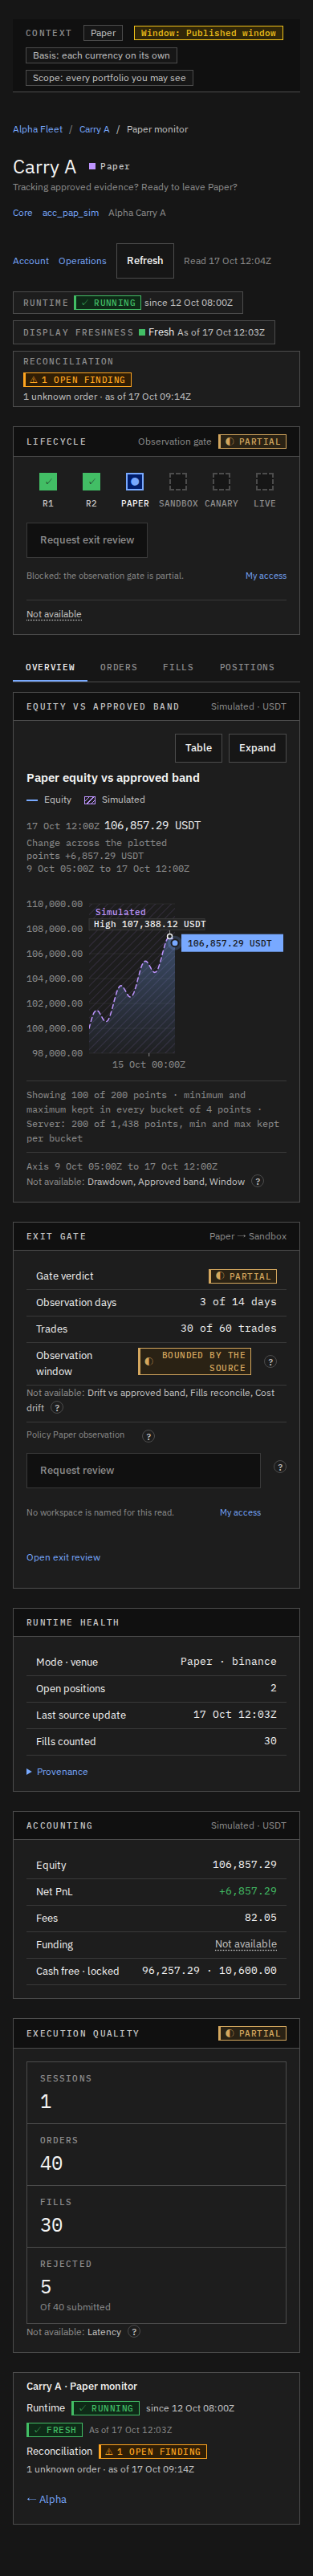 CONTEXT Paper Window: Published window
Basis: each currency on its own
Scope: every portfolio you may see
Alpha Fleet / Carry A / Paper monitor
Carry A Paper
Tracking approved evidence? Ready to leave Paper?
Core acc_pap_sim Alpha Carry A
Account Operations Refresh Read 17 Oct 12:04Z
RUNTIME ✓ RUNNING since 12 Oct 08:00Z
DISPLAY FRESHNESS Fresh As of 17 Oct 12:03Z
RECONCILIATION
⚠ 1 OPEN FINDING
1 unknown order · as of 17 Oct 09:14Z
LIFECYCLE Observation gate PARTIAL
✓ ✓
R1 R2 PAPER SANDBOX CANARY LIVE
Request exit review
Blocked: the observation gate is partial. My access
Not available
OVERVIEW ORDERS FILLS POSITIONS
EQUITY VS APPROVED BAND Simulated · USDT
Table Expand
Paper equity vs approved band
Equity Simulated
17 Oct 12:00Z 106,857.29 USDT
Change across the plotted
points +6,857.29 USDT
9 Oct 05:00Z to 17 Oct 12:00Z
110,000.00
Simulated
108,000.00 High 107,388.12 USDT
106,857.29 USDT
106,000.00
104,000.00
102,000.00
100,000.00
98,000.00
15 Oct 00:00Z
Showing 100 of 200 points · minimum and
maximum kept in every bucket of 4 points ·
Server: 200 of 1,438 points, min and max kept
per bucket
Axis 9 Oct 05:00Z to 17 Oct 12:00Z
Not available: Drawdown, Approved band, Window ?
EXIT GATE Paper → Sandbox
Gate verdict PARTIAL
Observation days 3 of 14 days
Trades 30 of 60 trades
Observation
window
BOUNDED BY THE
SOURCE ?
Not available: Drift vs approved band, Fills reconcile, Cost
drift ?
Policy Paper observation ?
Request review ?
No workspace is named for this read. My access
Open exit review
RUNTIME HEALTH
Mode · venue Paper · binance
Open positions 2
Last source update 17 Oct 12:03Z
Fills counted 30
▶ Provenance
ACCOUNTING Simulated · USDT
Equity 106,857.29
Net PnL +6,857.29
Fees 82.05
Funding Not available
Cash free · locked 96,257.29 · 10,600.00
EXECUTION QUALITY PARTIAL
SESSIONS
1
ORDERS
40
FILLS
30
REJECTED
5
Of 40 submitted
Not available: Latency ?
Carry A · Paper monitor
Runtime ✓ RUNNING since 12 Oct 08:00Z
✓ FRESH As of 17 Oct 12:03Z
Reconciliation ⚠ 1 OPEN FINDING
1 unknown order · as of 17 Oct 09:14Z
← Alpha